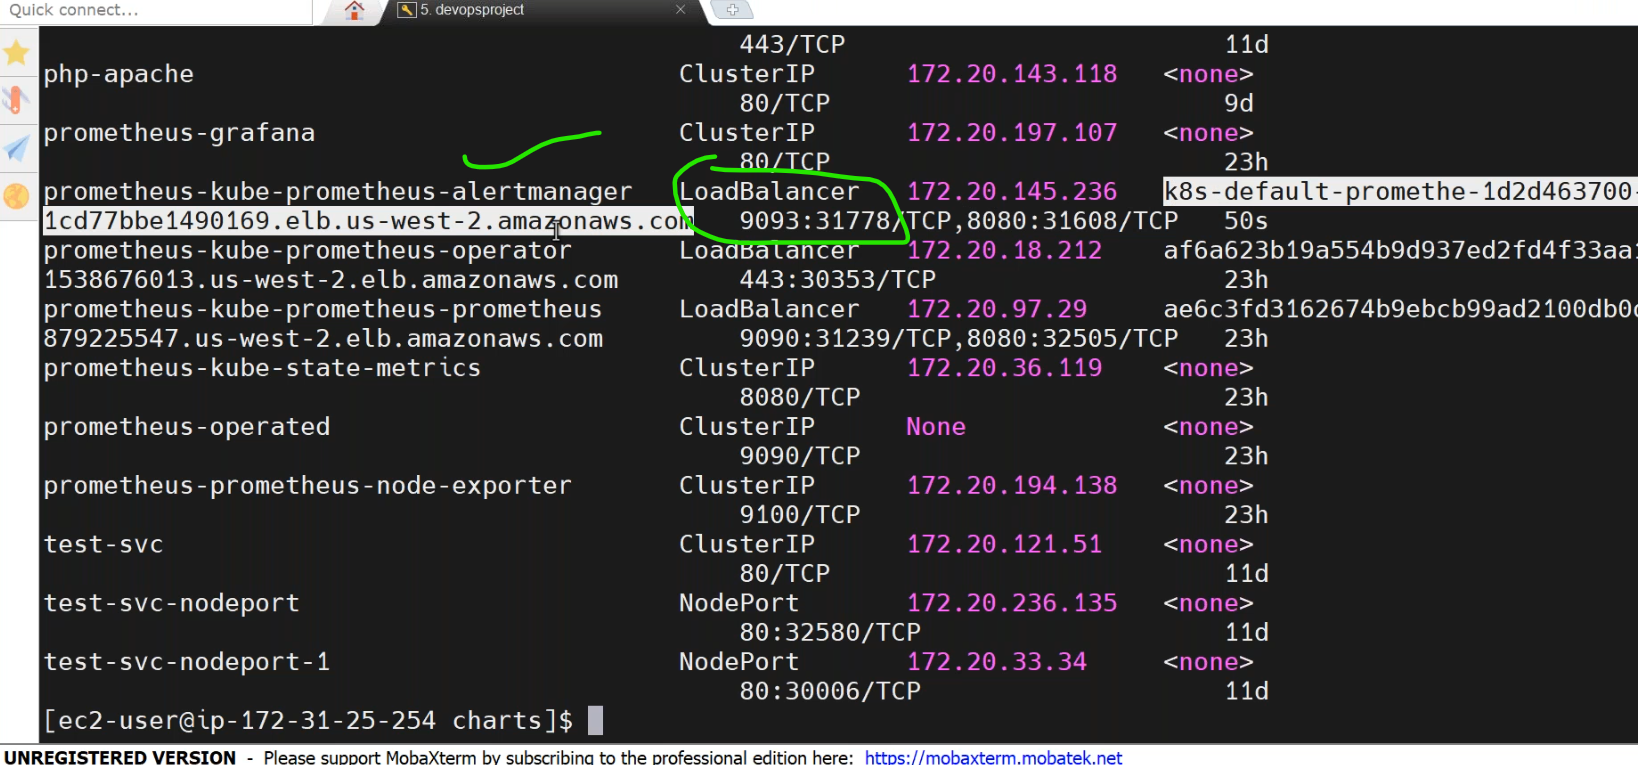 Quick connect...
5. devopsproject
443/TCP 11d
php-apache ClusterIP 172.20.143.118 <none>
80/TCP 9d
prometheus-grafana ClusterIP 172.20.197.107 <none>
80/TCP 23h
prometheus-kube-prometheus-alertmanager LoadBalancer 172.20.145.236 k8s-default-promethe-1d2d463700-
1cd77bbe1490169.elb.us-west-2.amazonaws.com 9093:31778/TCP,8080:31608/TCP 50s
prometheus-kube-prometheus-operator LoadBalancer 172.20.18.212 af6a623b19a554b9d937ed2fd4f33aa1
1538676013.us-west-2.elb.amazonaws.com 443:30353/TCP 23h
prometheus-kube-prometheus-prometheus LoadBalancer 172.20.97.29 ae6c3fd3162674b9ebcb99ad2100db0d
879225547.us-west-2.elb.amazonaws.com 9090:31239/TCP,8080:32505/TCP 23h
prometheus-kube-state-metrics ClusterIP 172.20.36.119 <none>
8080/TCP 23h
prometheus-operated ClusterIP None <none>
9090/TCP 23h
prometheus-prometheus-node-exporter ClusterIP 172.20.194.138 <none>
9100/TCP 23h
test-svc ClusterIP 172.20.121.51 <none>
80/TCP 11d
test-svc-nodeport NodePort 172.20.236.135 <none>
80:32580/TCP 11d
test-svc-nodeport-1 NodePort 172.20.33.34 <none>
80:30006/TCP 11d
[ec2-user@ip-172-31-25-254 charts]$
UNREGISTERED VERSION - Please support MobaXterm by subscribing to the professional edition here: https://mobaxterm.mobatek.net